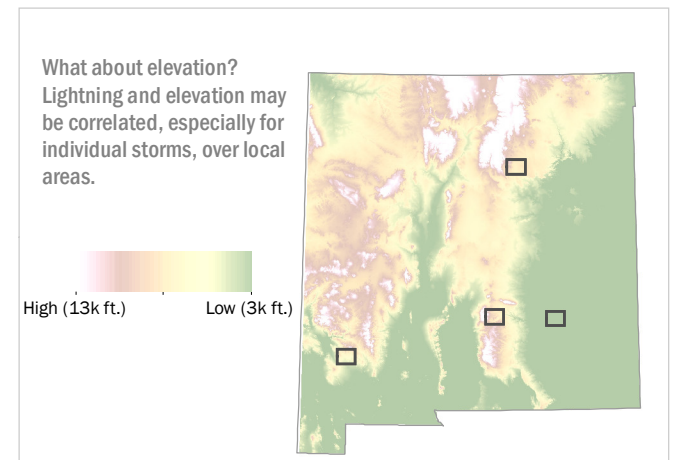 What about elevation?
Lightning and elevation may
be correlated, especially for
individual storms, over local
areas.
High (13k ft.)
Low (3k ft.)